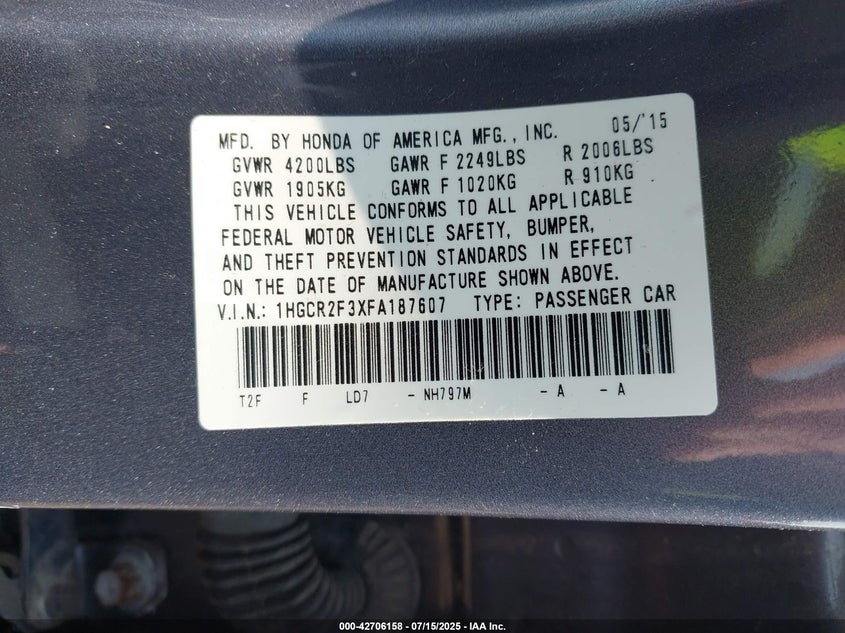 MFD. BY HONDA OF AMERICA MFG., INC. 05/'15
GVWR 4200LBS GAWR F 2249LBS R 2006LBS
GVWR 1905KG GAWR F 1020KG R 910KG
THIS VEHICLE CONFORMS TO ALL APPLICABLE
FEDERAL MOTOR VEHICLE SAFETY, BUMPER,
AND THEFT PREVENTION STANDARDS IN EFFECT
ON THE DATE OF MANUFACTURE SHOWN ABOVE.
V.I.N.: 1HGCR2F3XFA187607 TYPE: PASSENGER CAR
T2F F LD7 - NH797M - A - A
000-42706158 - 07/15/2025 - IAA Inc.